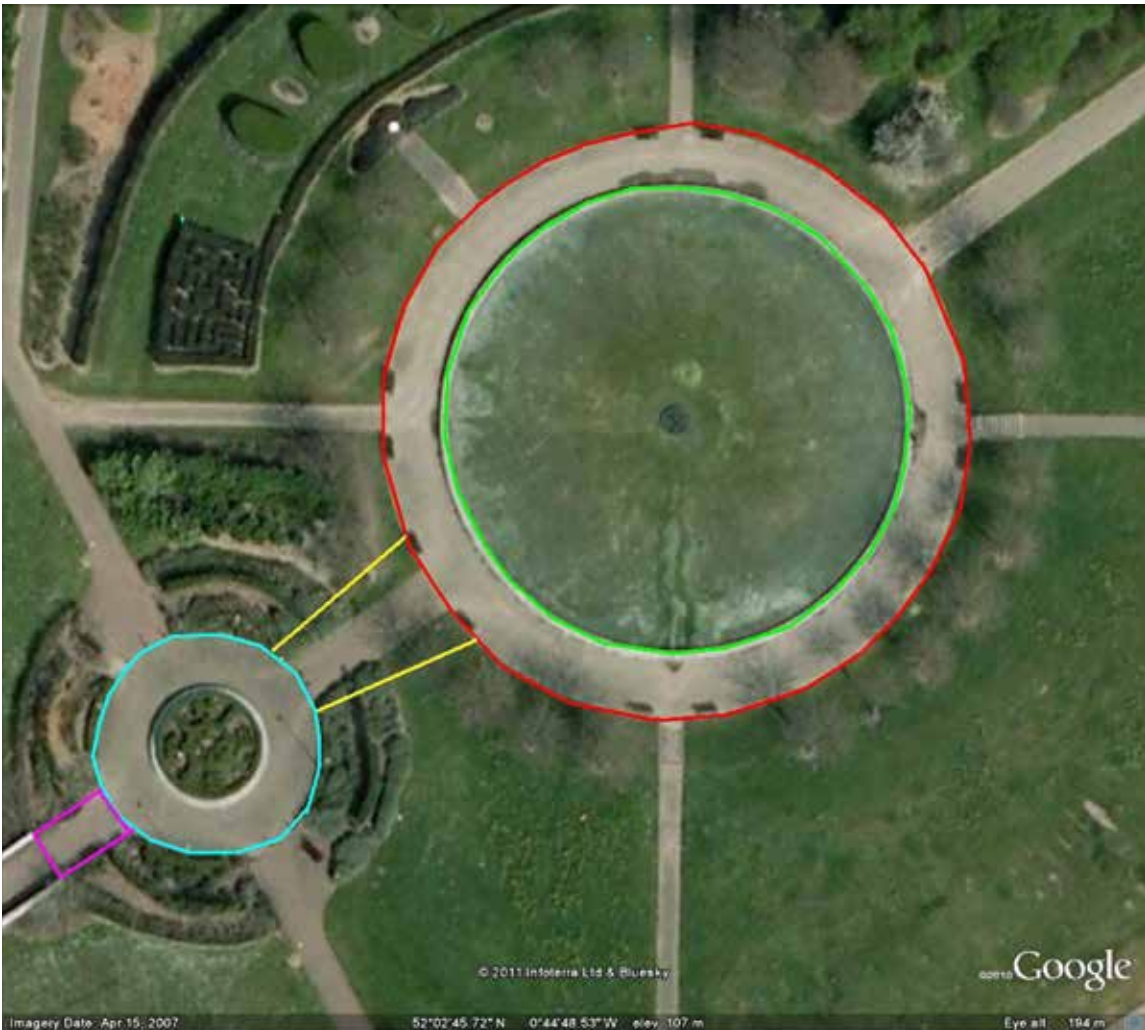 © 2011 Infoterra Ltd & Bluesky
©2010 Google
Imagery Date: Apr 15, 2007 52°02'45.72" N 0°44'48.53" W elev 107 m Eye alt 194 m